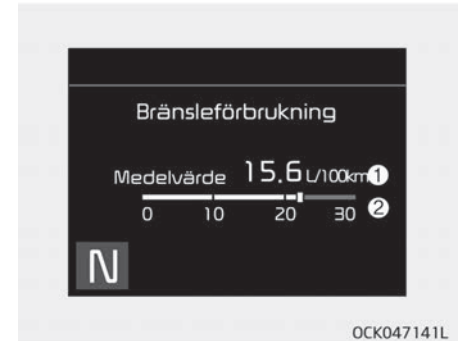 Bränsleförbrukning
Medelvärde 15.6 L/100km 1
0 10 20 30 2
N
OCK047141L